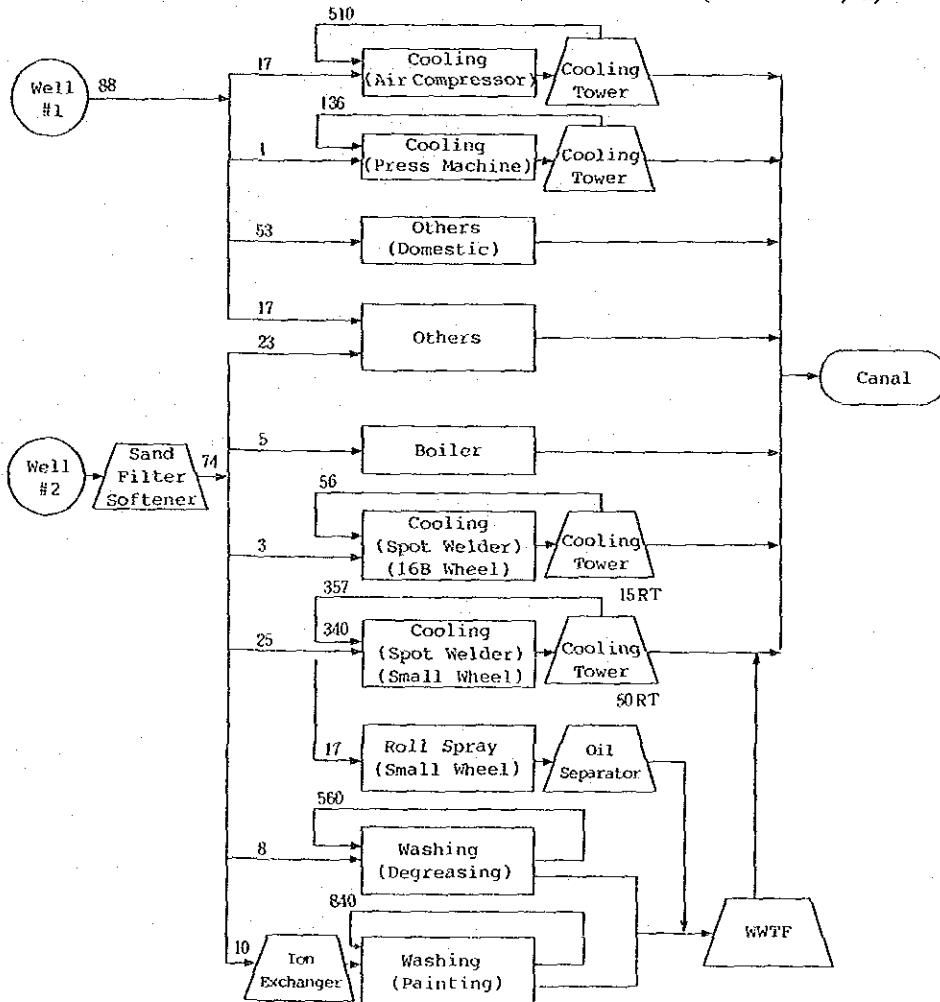 510
17
Cooling
(Air Compressor)
Cooling
Tower
Well
#1
88
136
1
Cooling
(Press Machine)
Cooling
Tower
53
Others
(Domestic)
17
23
Others
Canal
5
Boiler
Well
#2
Sand
Filter
Softener
74
56
3
Cooling
(Spot Welder)
(16B Wheel)
Cooling
Tower
15RT
357
340
25
Cooling
(Spot Welder)
(Small Wheel)
Cooling
Tower
50RT
17
Roll Spray
(Small Wheel)
Oil
Separator
560
8
Washing
(Degreasing)
840
10
Ion
Exchanger
Washing
(Painting)
WWTF